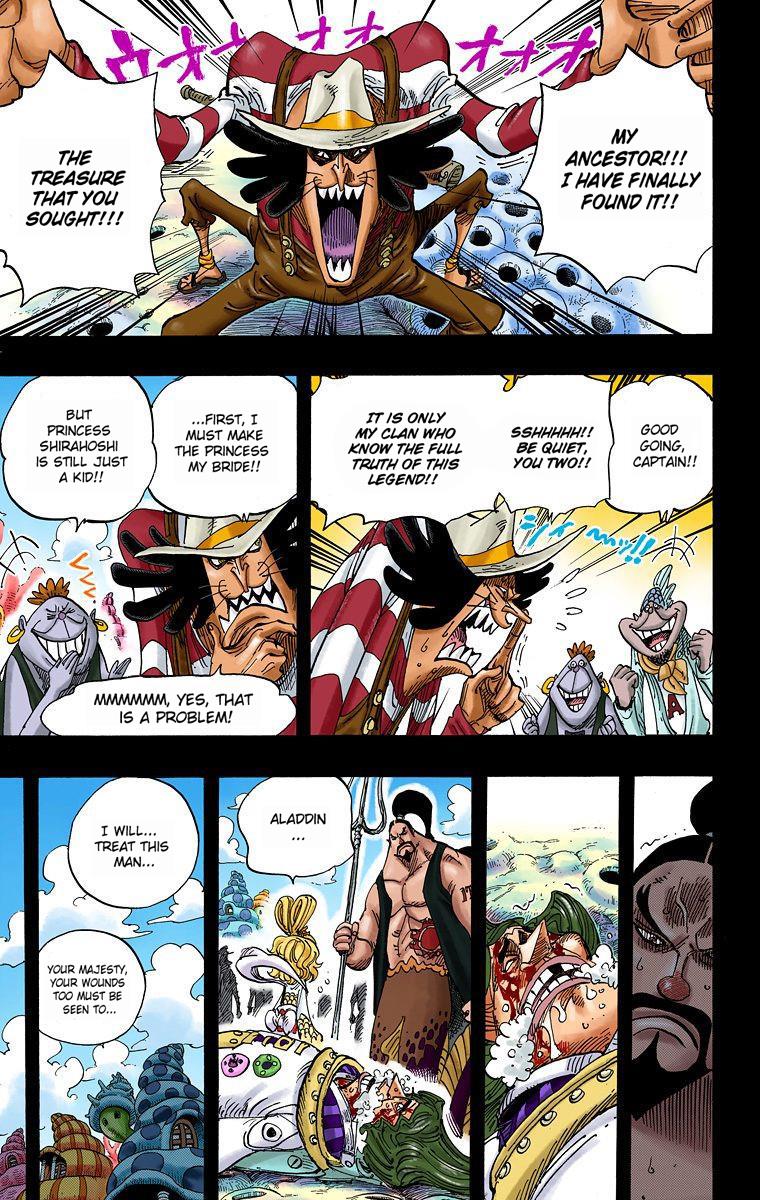 ウオオ オオオオ
MY
ANCESTOR!!!
I HAVE FINALLY
FOUND IT!!
THE
TREASURE
THAT YOU
SOUGHT!!!
GOOD
GOING,
CAPTAIN!!
SSHHHHH!!
BE QUIET,
YOU TWO!!
IT IS ONLY
MY CLAN WHO
KNOW THE FULL
TRUTH OF THIS
LEGEND!!
...FIRST, I
MUST MAKE
THE PRINCESS
MY BRIDE!!
BUT
PRINCESS
SHIRAHOSHI
IS STILL JUST
A KID!!
MMMMMM, YES, THAT
IS A PROBLEM!
A
ALADDIN
...
I WILL...
TREAT THIS
MAN...
YOUR MAJESTY,
YOUR WOUNDS
TOO MUST BE
SEEN TO...